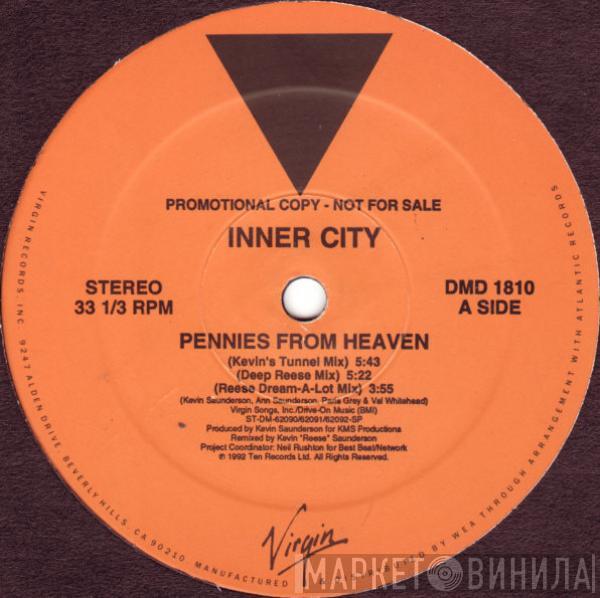 PROMOTIONAL COPY - NOT FOR SALE
INNER CITY
STEREO
33 1/3 RPM
DMD 1810
A SIDE
PENNIES FROM HEAVEN
(Kevin's Tunnel Mix) 5:43
(Deep Reese Mix) 5:22
(Reese Dream-A-Lot Mix) 3:55
(Kevin Saunderson, Ann Saunderson, Paris Grey & Val Whitehead)
Virgin Songs, Inc./Drive-On Music (BMI)
ST-DM-62090/62091/62092-SP
Produced by Kevin Saunderson for KMS Productions
Remixed by Kevin "Reese" Saunderson
Project Coordinator: Neil Rushton for Best Beat/Network
℗ 1992 Ten Records Ltd. All Rights Reserved.
Virgin
VIRGIN RECORDS, INC. 9247 ALDEN DRIVE, BEVERLY HILLS, CA 90210. MANUFACTURED & DISTRIBUTED BY WEA THROUGH ARRANGEMENT WITH ATLANTIC RECORDS
МАРКЕТ ВИНИЛА